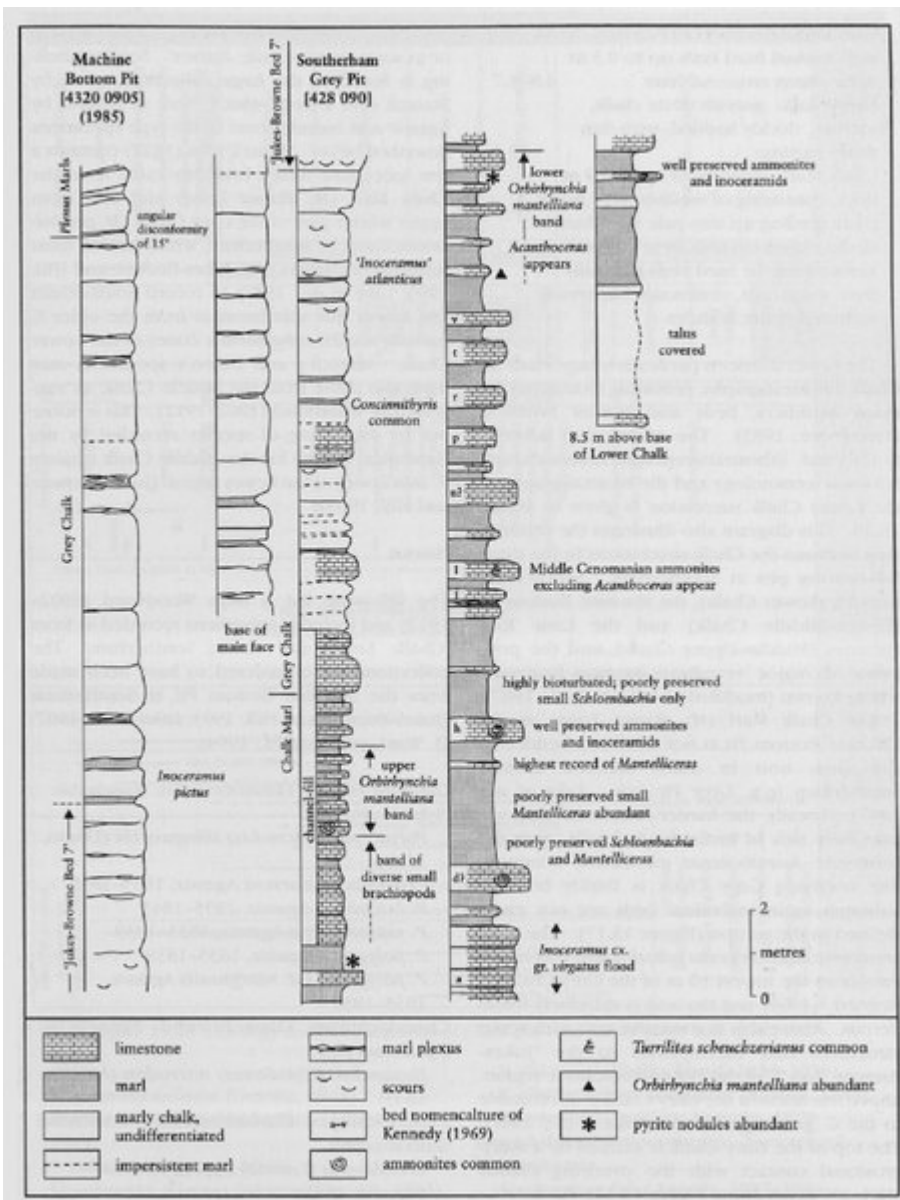 Machine
Bottom Pit
[4320 0905]
(1985)
Plenus Marls
angular
disconformity
of 15°
Grey Chalk
Jukes-Browne Bed 7'
Inoceramus
pictus
base of
main face
Jukes-Browne Bed 7'
Southerham
Grey Pit
[428 090]
'Inoceramus'
atlanticus
Concinnithyris
common
Grey Chalk
Chalk Marl
channel-fill
upper
Orbirhynchia
mantelliana
band
band of
diverse small
brachiopods
lower
Orbirhynchia
mantelliana
band
Acanthoceras
appears
v
t
r
p
l
j
h
d
a
Middle Cenomanian ammonites
excluding Acanthoceras appear
highly bioturbated; poorly preserved
small Schloenbachia only
well preserved ammonites
and inoceramids
highest record of Mantelliceras
poorly preserved small
Mantelliceras abundant
poorly preserved Schloenbachia
and Mantelliceras
Inoceramus ex.
gr. virgatus flood
well preserved ammonites
and inoceramids
talus
covered
8.5 m above base
of Lower Chalk
2
metres
0
limestone
marl
marly chalk,
undifferentiated
impersistent marl
marl plexus
scours
bed nomenculature of
Kennedy (1969)
ammonites common
Turrilites scheuchzerianus common
Orbirhynchia mantelliana abundant
pyrite nodules abundant